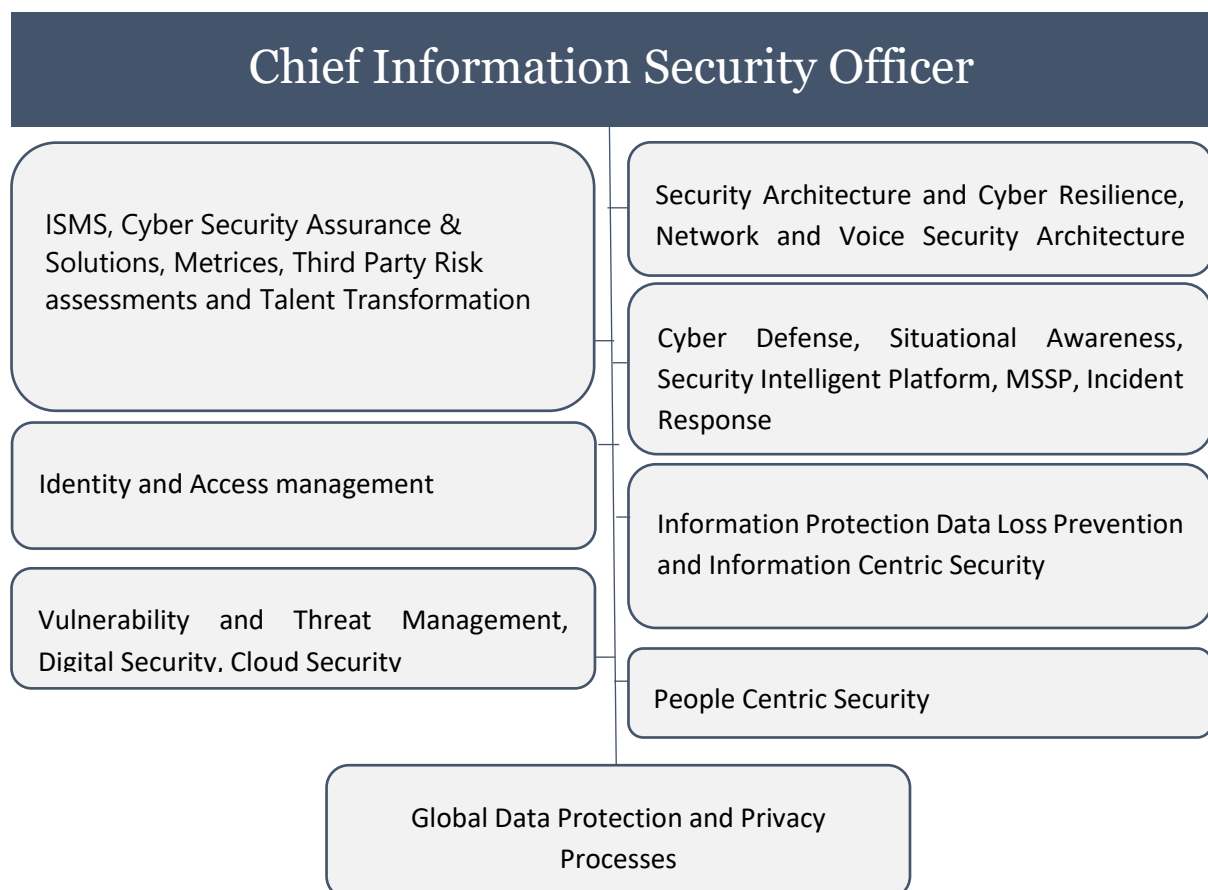 Chief Information Security Officer
ISMS, Cyber Security Assurance &
Solutions, Metrices, Third Party Risk
assessments and Talent Transformation
Identity and Access management
Vulnerability and Threat Management,
Digital Security, Cloud Security
Security Architecture and Cyber Resilience,
Network and Voice Security Architecture
Cyber Defense, Situational Awareness,
Security Intelligent Platform, MSSP, Incident
Response
Information Protection Data Loss Prevention
and Information Centric Security
People Centric Security
Global Data Protection and Privacy
Processes